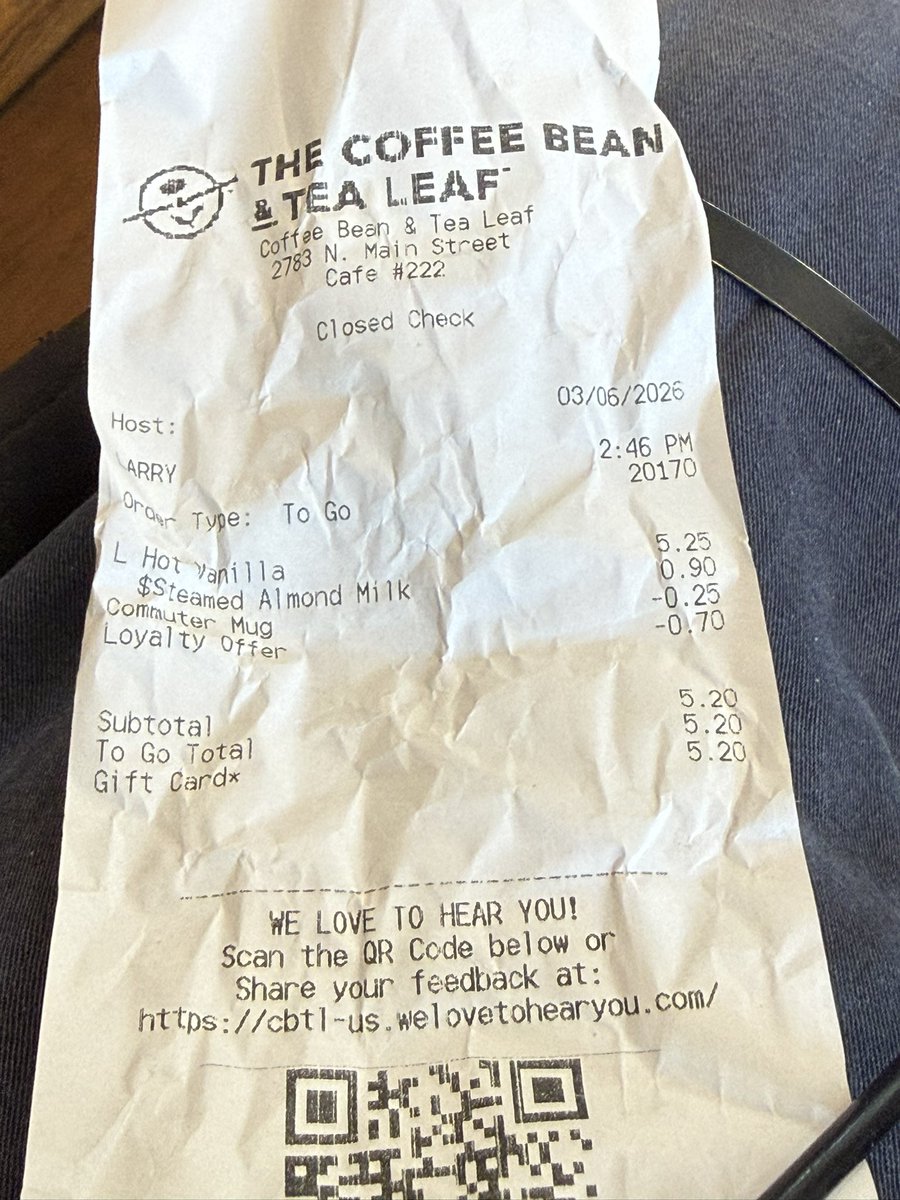 THE COFFEE BEAN
& TEA LEAF
Coffee Bean & Tea Leaf
2783 N. Main Street
Cafe #222
Closed Check
03/06/2026
Host:
2:46 PM
LARRY 20170
Order Type: To Go
L Hot Vanilla 5.25
$Steamed Almond Milk 0.90
Commuter Mug -0.25
Loyalty Offer -0.70
Subtotal 5.20
To Go Total 5.20
Gift Card* 5.20
WE LOVE TO HEAR YOU!
Scan the QR Code below or
Share your feedback at:
https://cbtl-us.welovetohearyou.com/